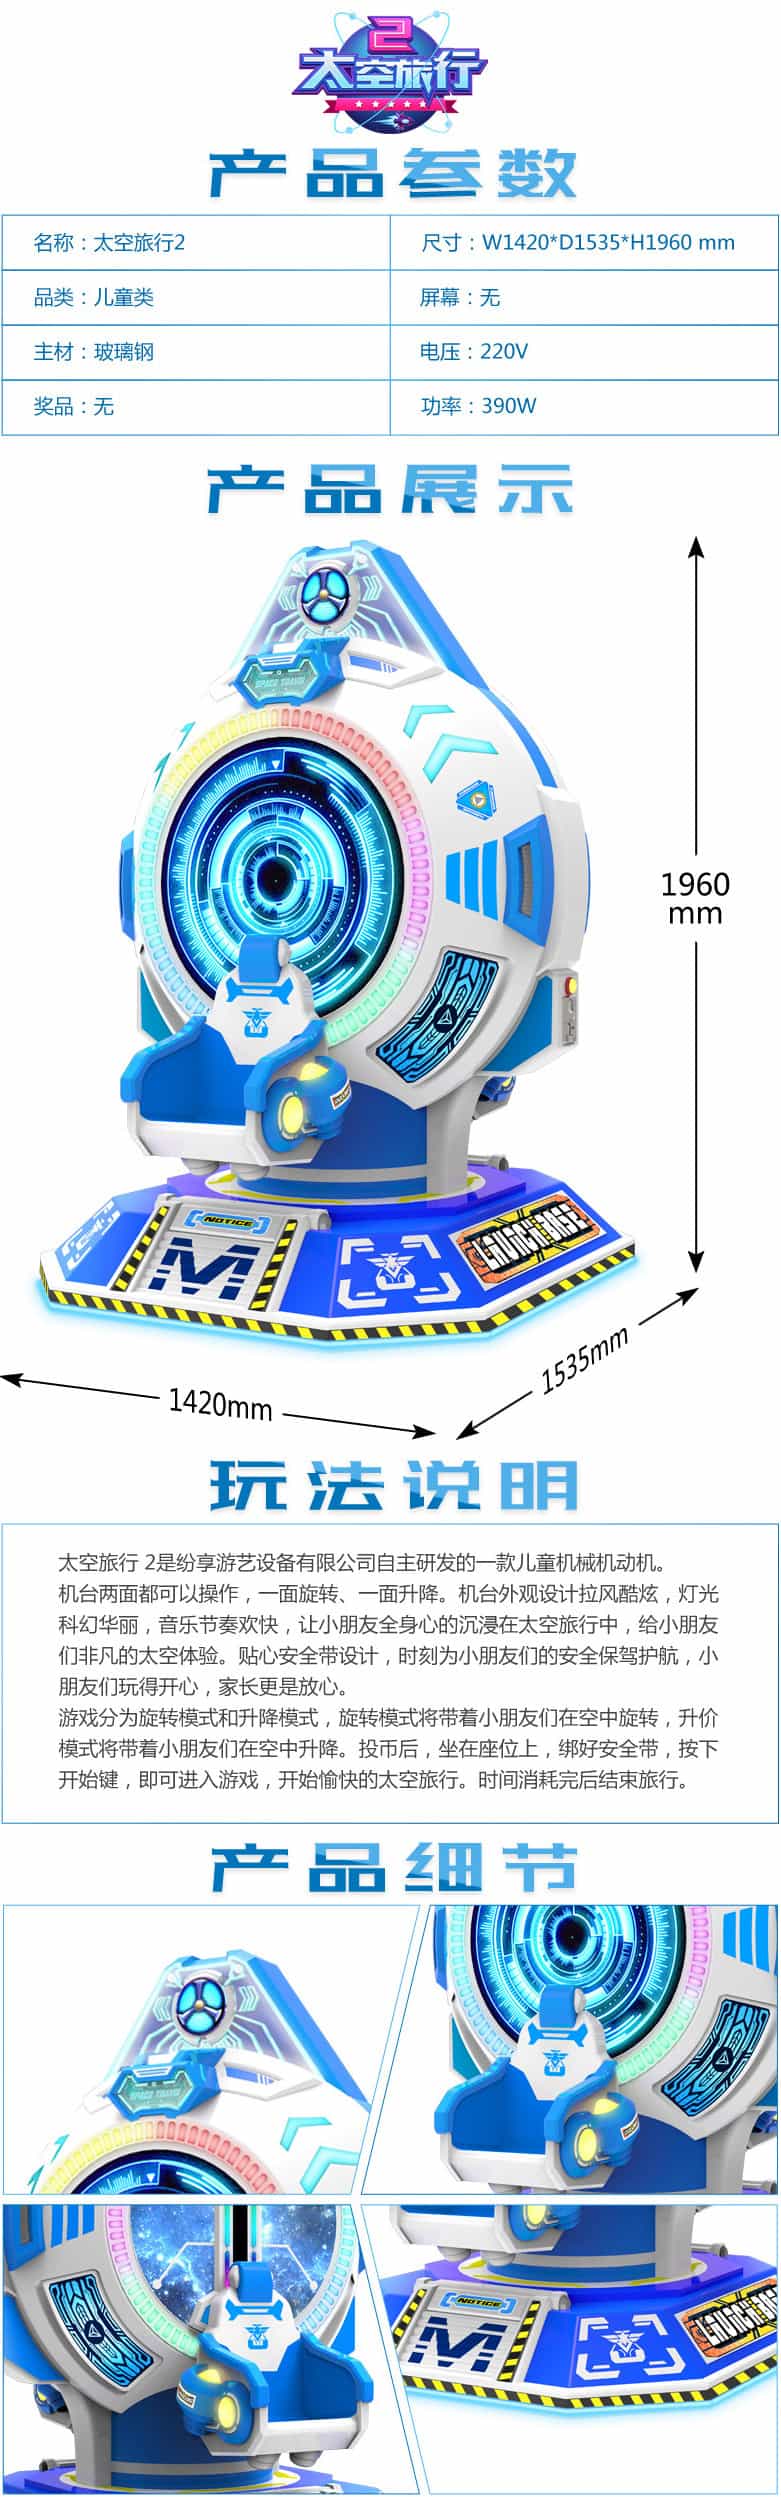 2
太空旅行
产品参数
名称：太空旅行2
尺寸：W1420*D1535*H1960 mm
品类：儿童类
屏幕：无
主材：玻璃钢
电压：220V
奖品：无
功率：390W
产品展示
SPACE TRAVEL
1960
mm
NOTICE
M
1535mm
1420mm
玩法说明
太空旅行 2是纷享游艺设备有限公司自主研发的一款儿童机械机动机。
机台两面都可以操作，一面旋转、一面升降。机台外观设计拉风酷炫，灯光
科幻华丽，音乐节奏欢快，让小朋友全身心的沉浸在太空旅行中，给小朋友
们非凡的太空体验。贴心安全带设计，时刻为小朋友们的安全保驾护航，小
朋友们玩得开心，家长更是放心。
游戏分为旋转模式和升降模式，旋转模式将带着小朋友们在空中旋转，升价
模式将带着小朋友们在空中升降。投币后，坐在座位上，绑好安全带，按下
开始键，即可进入游戏，开始愉快的太空旅行。时间消耗完后结束旅行。
产品细节
SPACE TRAVEL
NOTICE
M